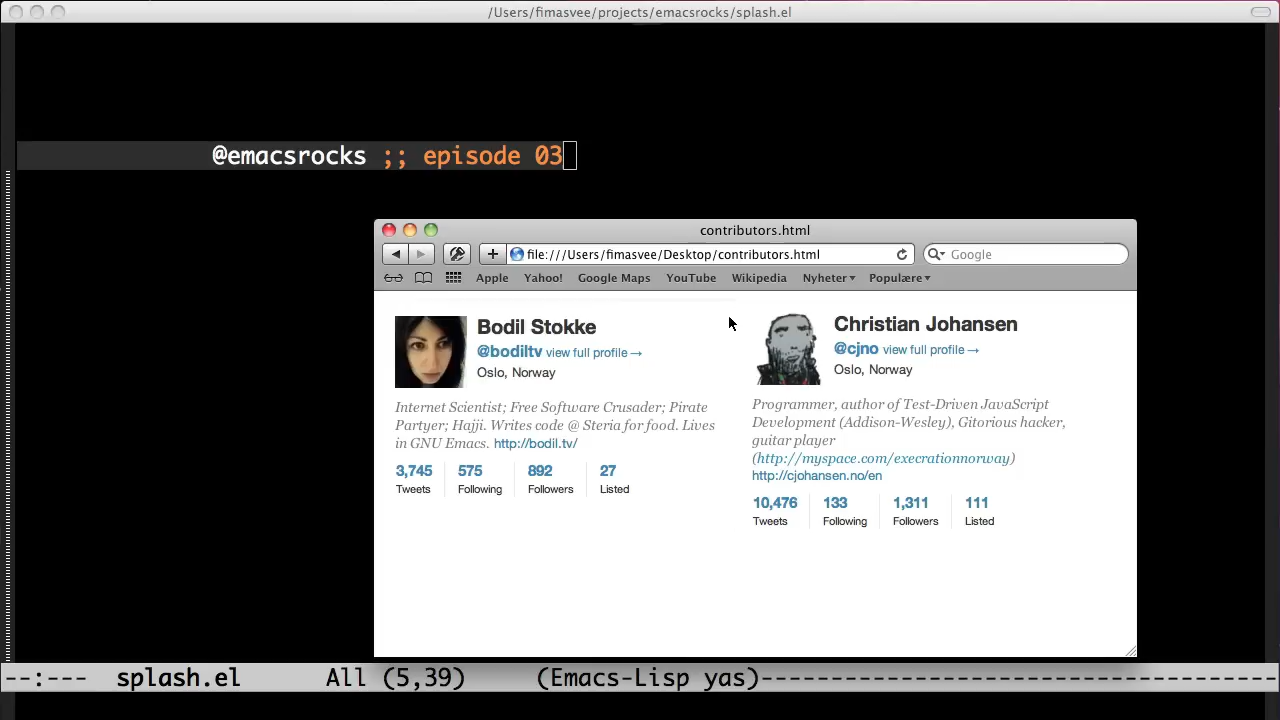 /Users/fimasvee/projects/emacsrocks/splash.el
@emacsrocks ;; episode 03
contributors.html
file:///Users/fimasvee/Desktop/contributors.html
Google
Apple Yahoo! Google Maps YouTube Wikipedia Nyheter Populære
Bodil Stokke
@bodiltv view full profile →
Oslo, Norway
Internet Scientist; Free Software Crusader; Pirate
Partyer; Hajji. Writes code @ Steria for food. Lives
in GNU Emacs. http://bodil.tv/
3,745 575 892 27
Tweets Following Followers Listed
Christian Johansen
@cjno view full profile →
Oslo, Norway
Programmer, author of Test-Driven JavaScript
Development (Addison-Wesley), Gitorious hacker,
guitar player
(http://myspace.com/execrationnorway)
http://cjohansen.no/en
10,476 133 1,311 111
Tweets Following Followers Listed
--:--- splash.el All (5,39) (Emacs-Lisp yas)----------------------------------